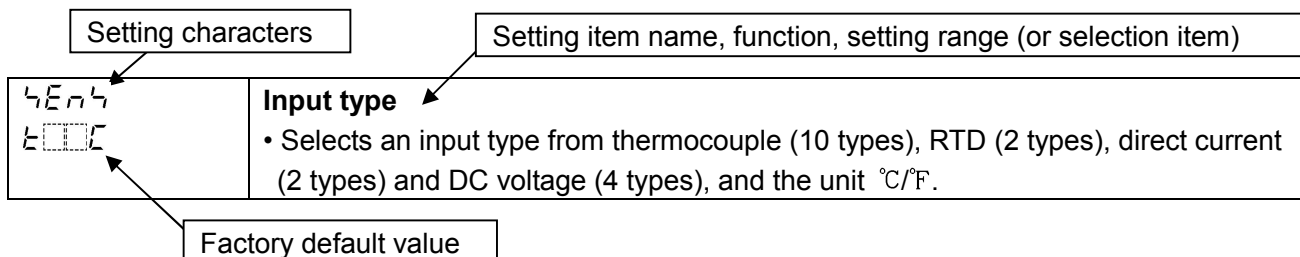 Setting characters
Setting item name, function, setting range (or selection item)
SEnS
Input type
K□□C
• Selects an input type from thermocouple (10 types), RTD (2 types), direct current
(2 types) and DC voltage (4 types), and the unit ℃/℉.
Factory default value